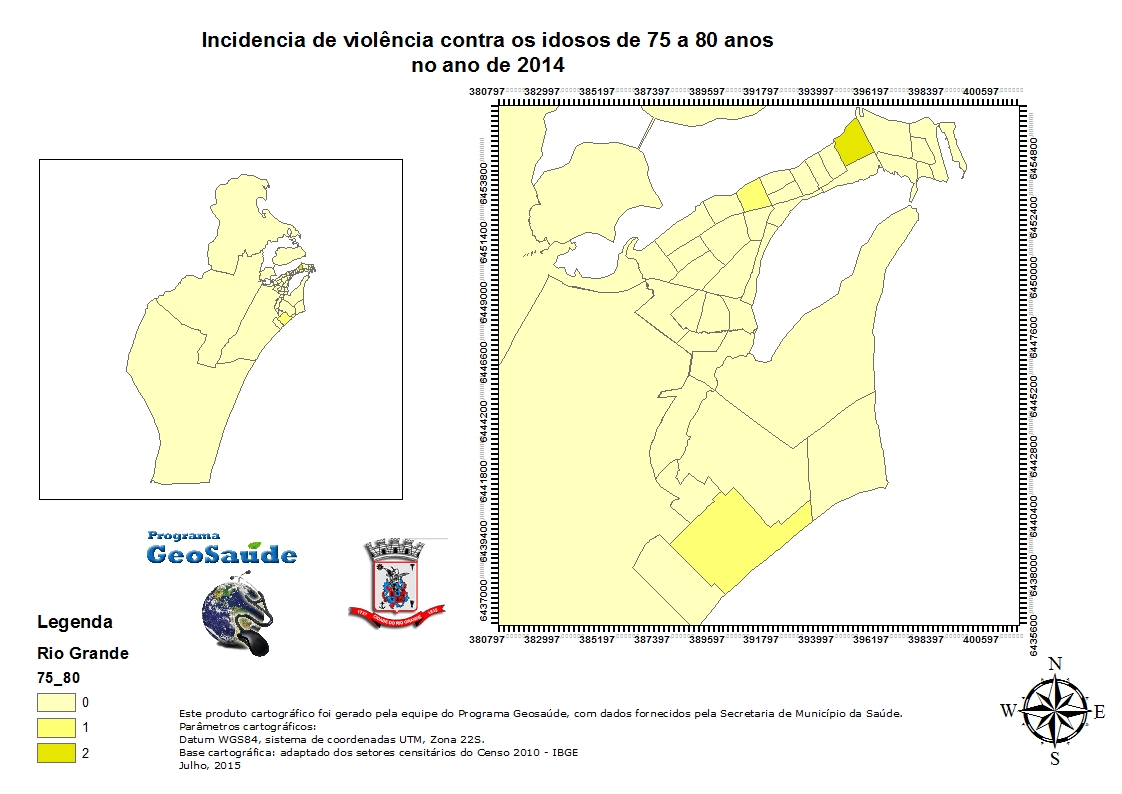 Incidencia de violência contra os idosos de 75 a 80 anos
no ano de 2014
380797 382997 385197 387397 389597 391797 393997 396197 398397 400597
6453800
6451400
6449000
6446600
6444200
6441800
6439400
6437000
6454800
6452400
6450000
6447600
6445200
6442800
6440400
6438000
6435600
380797 382997 385197 387397 389597 391797 393997 396197 398397 400597
Programa
GeoSaúde
CIDADE DO RIO GRANDE
Legenda
Rio Grande
75_80
0
1
2
Este produto cartográfico foi gerado pela equipe do Programa Geosaúde, com dados fornecidos pela Secretaria de Município da Saúde.
Parâmetros cartográficos:
Datum WGS84, sistema de coordenadas UTM, Zona 22S.
Base cartográfica: adaptado dos setores censitários do Censo 2010 - IBGE
Julho, 2015
N
W E
S